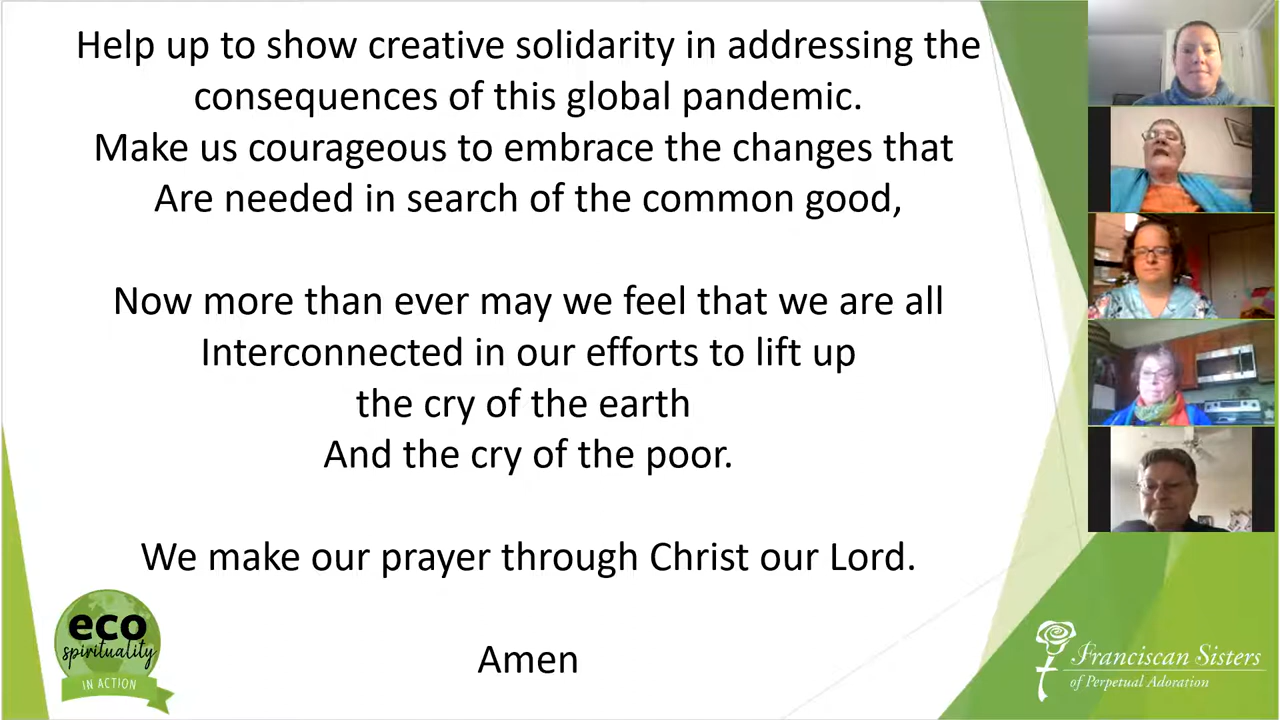 Help up to show creative solidarity in addressing the
consequences of this global pandemic.
Make us courageous to embrace the changes that
Are needed in search of the common good,
Now more than ever may we feel that we are all
Interconnected in our efforts to lift up
the cry of the earth
And the cry of the poor.
We make our prayer through Christ our Lord.
Amen
eco
spirituality
IN ACTION
Franciscan Sisters
of Perpetual Adoration